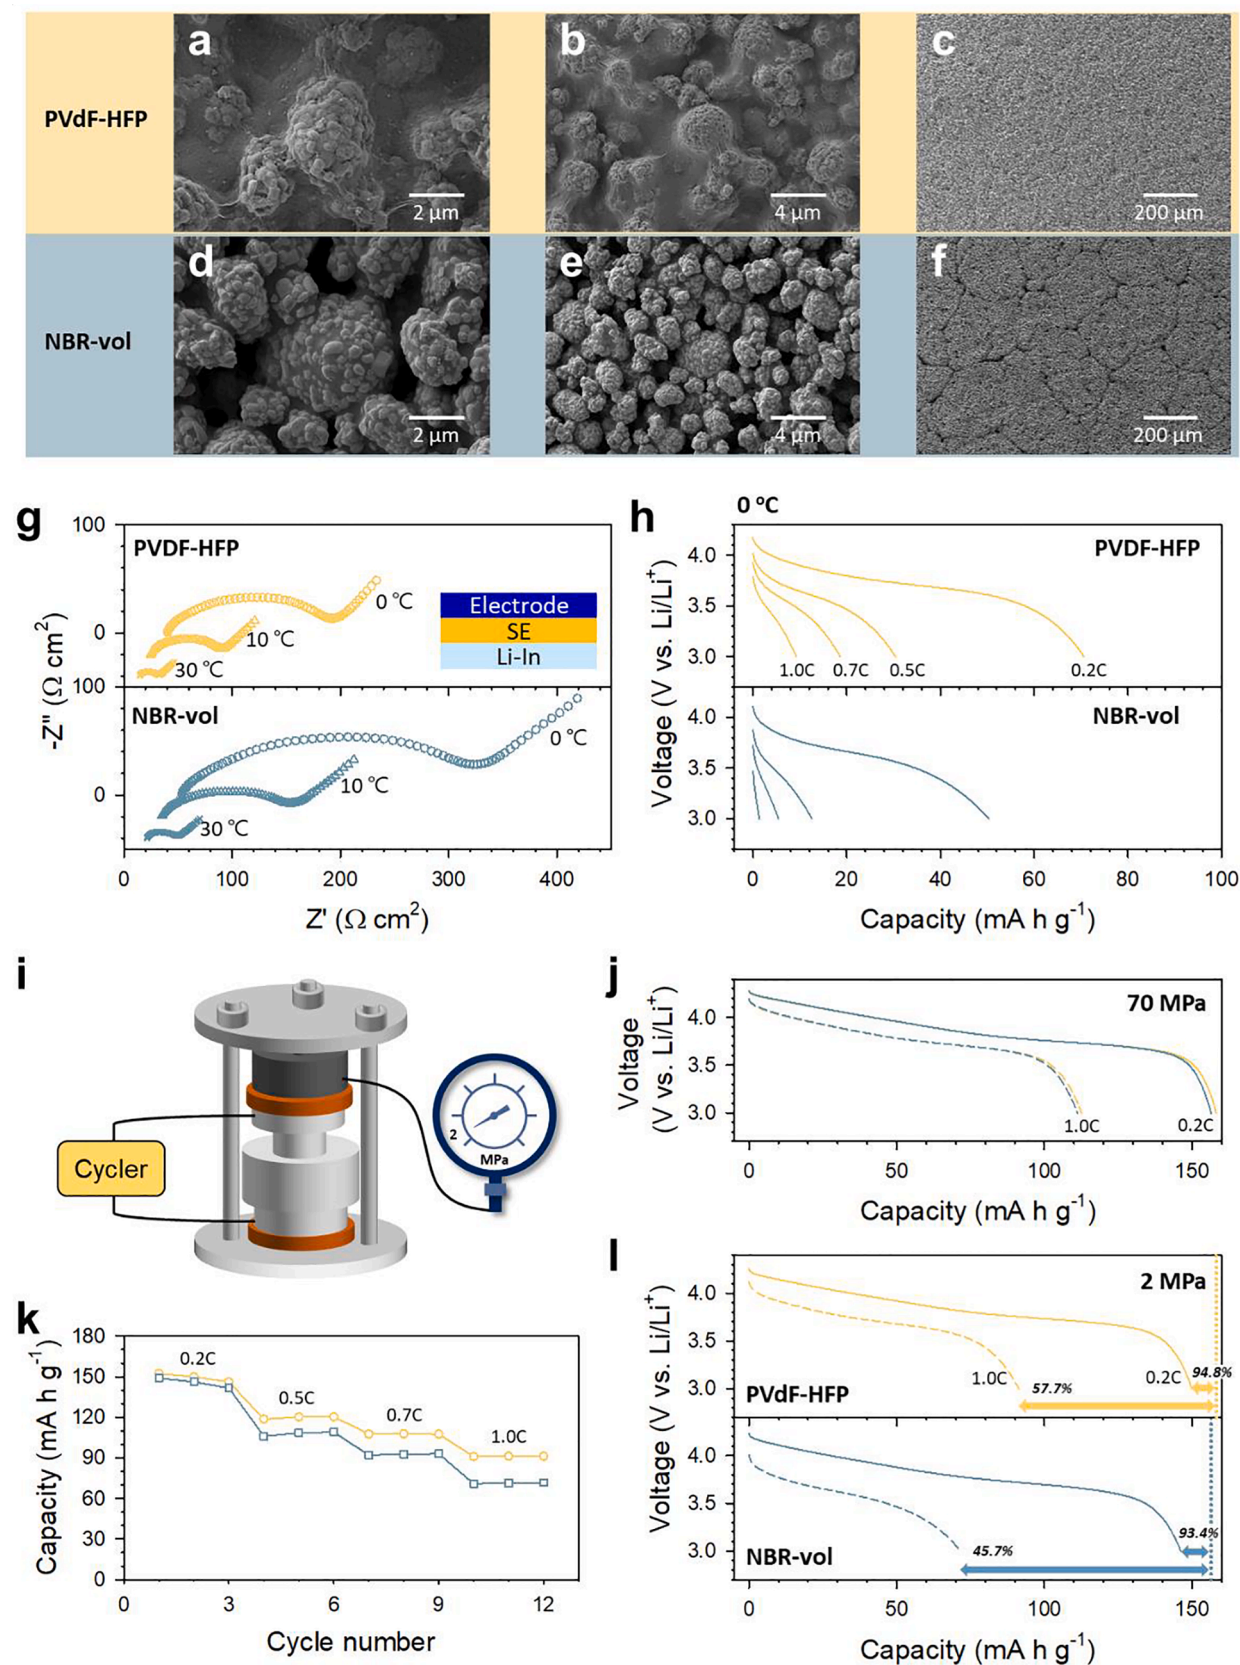 a
b
c
PVdF-HFP
2 μm
4 μm
200 μm
d
e
f
NBR-vol
2 μm
4 μm
200 μm
g
100
PVDF-HFP
0 ℃
Electrode
0
10 ℃
SE
30 ℃
Li-In
-Z" (Ω cm²)
100
NBR-vol
0 ℃
10 ℃
0
30 ℃
0 100 200 300 400
Z' (Ω cm²)
h
0 ºC
4.0
PVDF-HFP
3.5
3.0
1.0C 0.7C 0.5C 0.2C
Voltage (V vs. Li/Li⁺)
4.0
NBR-vol
3.5
3.0
0 20 40 60 80 100
Capacity (mA h g⁻¹)
i
Cycler
2
MPa
j
Voltage
(V vs. Li/Li⁺)
4.0
70 MPa
3.5
3.0
1.0C 0.2C
0 50 100 150
Capacity (mA h g⁻¹)
k
180
150
120
90
60
30
0
0.2C
0.5C
0.7C
1.0C
Capacity (mA h g⁻¹)
0 3 6 9 12
Cycle number
l
4.0
2 MPa
3.5
3.0
1.0C 0.2C
94.8%
57.7%
PVdF-HFP
Voltage (V vs. Li/Li⁺)
4.0
3.5
3.0
93.4%
45.7%
NBR-vol
0 50 100 150
Capacity (mA h g⁻¹)